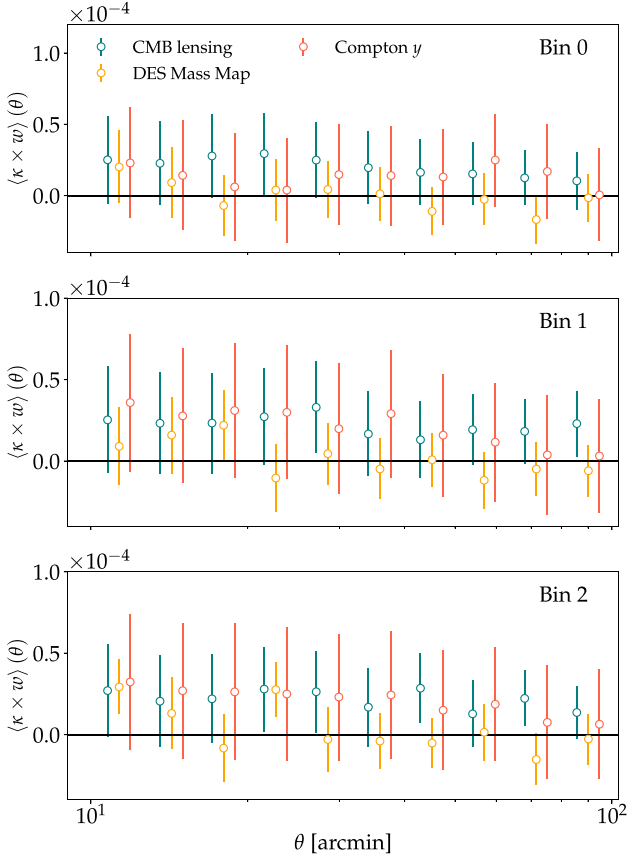 ×10⁻⁴
CMB lensing
DES Mass Map
Compton y
Bin 0
1.0
0.5
0.0
⟨κ × w⟩ (θ)
×10⁻⁴
Bin 1
1.0
0.5
0.0
⟨κ × w⟩ (θ)
×10⁻⁴
Bin 2
1.0
0.5
0.0
⟨κ × w⟩ (θ)
10¹
10²
θ [arcmin]